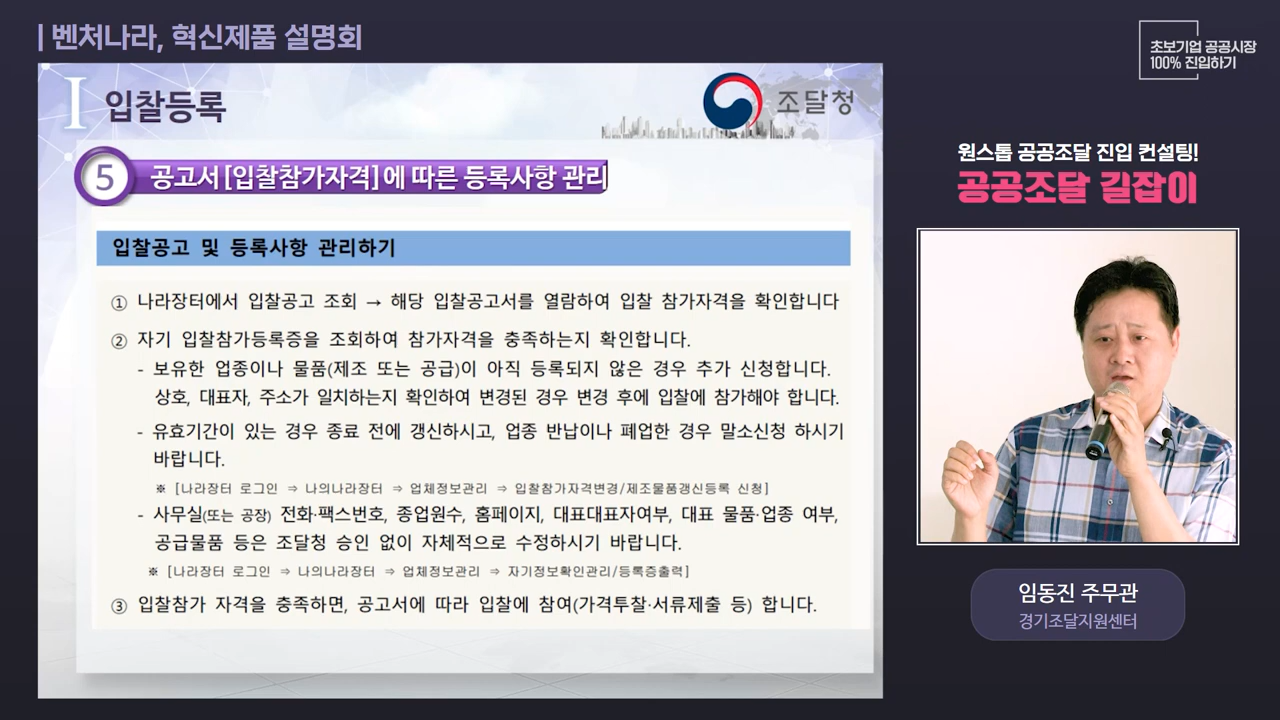 | 벤처나라, 혁신제품 설명회
초보기업 공공시장
100% 진입하기
I 입찰등록
조달청
5 공고서[입찰참가자격]에 따른 등록사항 관리
입찰공고 및 등록사항 관리하기
① 나라장터에서 입찰공고 조회 → 해당 입찰공고서를 열람하여 입찰 참가자격을 확인합니다
② 자기 입찰참가등록증을 조회하여 참가자격을 충족하는지 확인합니다.
- 보유한 업종이나 물품(제조 또는 공급)이 아직 등록되지 않은 경우 추가 신청합니다.
상호, 대표자, 주소가 일치하는지 확인하여 변경된 경우 변경 후에 입찰에 참가해야 합니다.
- 유효기간이 있는 경우 종료 전에 갱신하시고, 업종 반납이나 폐업한 경우 말소신청 하시기
바랍니다.
※ [나라장터 로그인 ⇒ 나의나라장터 ⇒ 업체정보관리 ⇒ 입찰참가자격변경/제조물품갱신등록 신청]
- 사무실(또는 공장) 전화·팩스번호, 종업원수, 홈페이지, 대표대표자여부, 대표 물품·업종 여부,
공급물품 등은 조달청 승인 없이 자체적으로 수정하시기 바랍니다.
※ [나라장터 로그인 ⇒ 나의나라장터 ⇒ 업체정보관리 ⇒ 자기정보확인관리/등록증출력]
③ 입찰참가 자격을 충족하면, 공고서에 따라 입찰에 참여(가격투찰·서류제출 등) 합니다.
원스톱 공공조달 진입 컨설팅!
공공조달 길잡이
임동진 주무관
경기조달지원센터